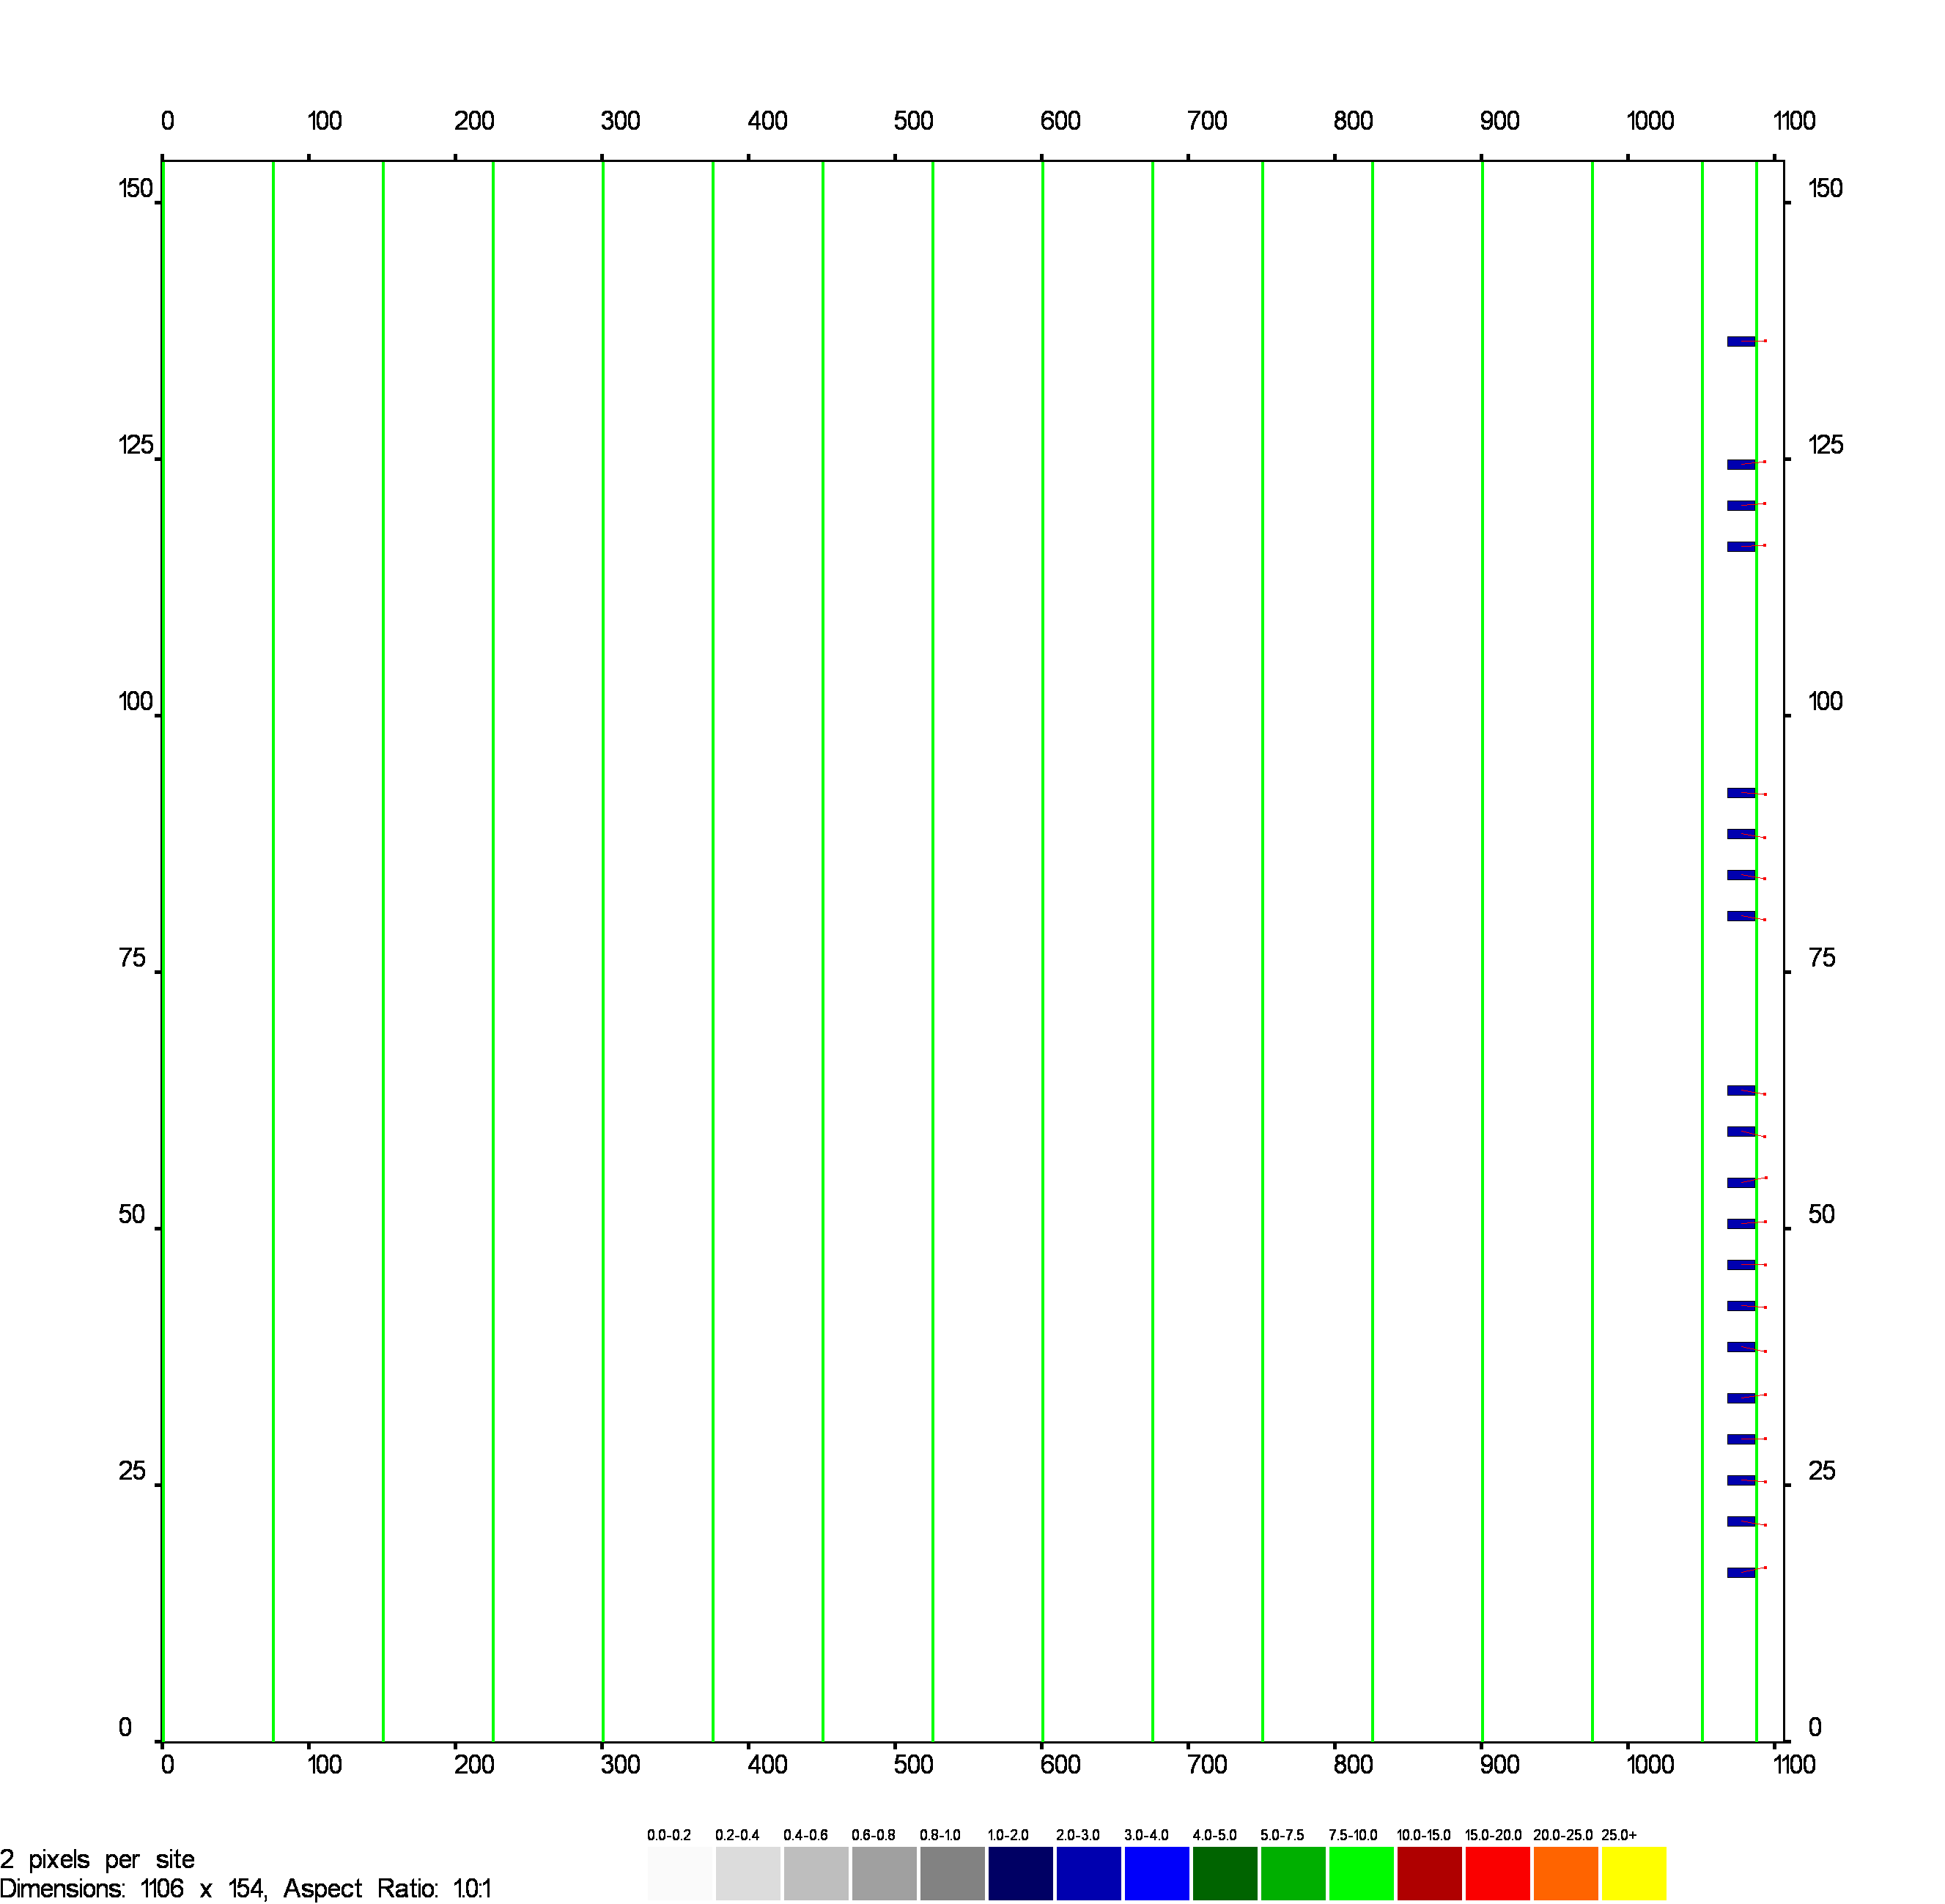 0 100 200 300 400 500 600 700 800 900 1000 1100
150 150
125 125
100 100
75 75
50 50
25 25
0 0
0 100 200 300 400 500 600 700 800 900 1000 1100
0.0-0.2 0.2-0.4 0.4-0.6 0.6-0.8 0.8-1.0 1.0-2.0 2.0-3.0 3.0-4.0 4.0-5.0 5.0-7.5 7.5-10.0 10.0-15.0 15.0-20.0 20.0-25.0 25.0+
2 pixels per site
Dimensions: 1106 x 154, Aspect Ratio: 1.0:1